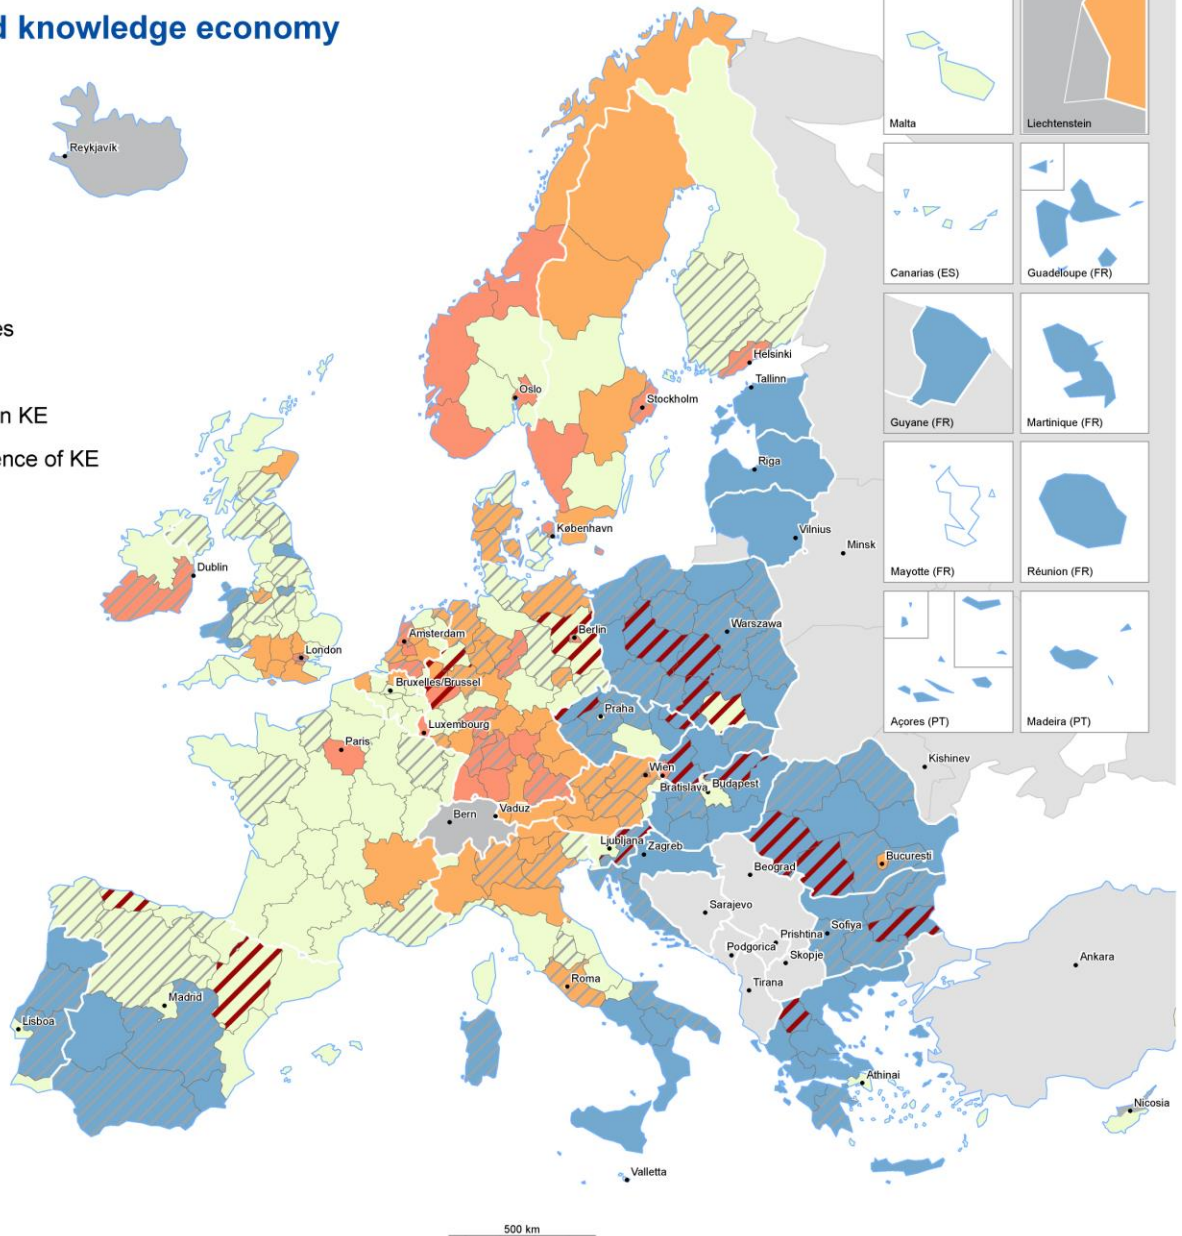 knowledge economy
Reykjavík
Malta
Liechtenstein
Canarias (ES)
Guadeloupe (FR)
Guyane (FR)
Martinique (FR)
Mayotte (FR)
Réunion (FR)
Açores (PT)
Madeira (PT)
KE
of KE
Helsinki
Tallinn
Oslo
Stockholm
Riga
København
Vilnius
Minsk
Dublin
Amsterdam
Berlin
Warszawa
London
Bruxelles/Brussel
Praha
Luxembourg
Paris
Kishinev
Wien
Bratislava
Budapest
Bern
Vaduz
Ljubljana
Zagreb
Bucuresti
Beograd
Sarajevo
Prishtina
Sofiya
Podgorica
Skopje
Ankara
Roma
Tirana
Madrid
Lisboa
Athinai
Nicosia
Valletta
500 km